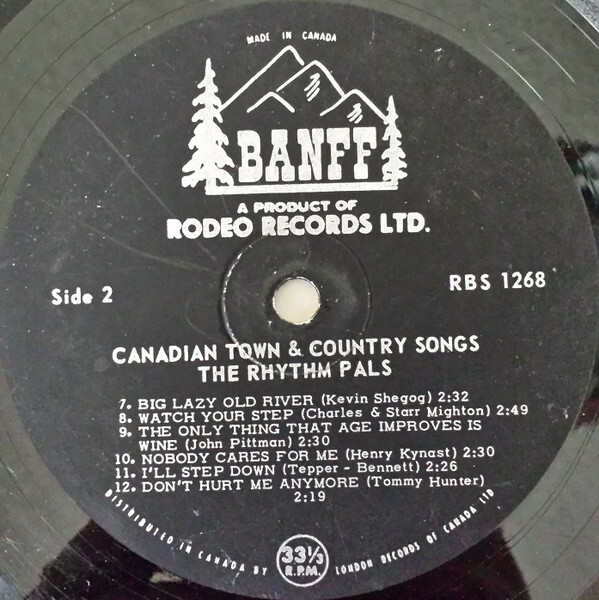 MADE IN CANADA
BANFF
A PRODUCT OF
RODEO RECORDS LTD.
Side 2
RBS 1268
CANADIAN TOWN & COUNTRY SONGS
THE RHYTHM PALS
7. BIG LAZY OLD RIVER (Kevin Shegog) 2:32
8. WATCH YOUR STEP (Charles & Starr Mighton) 2:49
9. THE ONLY THING THAT AGE IMPROVES IS
WINE (John Pittman) 2:30
10. NOBODY CARES FOR ME (Henry Kynast) 2:30
11. I'LL STEP DOWN (Tepper - Bennett) 2:26
12. DON'T HURT ME ANYMORE (Tommy Hunter)
2:19
DISTRIBUTED IN CANADA BY LONDON RECORDS OF CANADA LTD
33⅓
R.P.M.